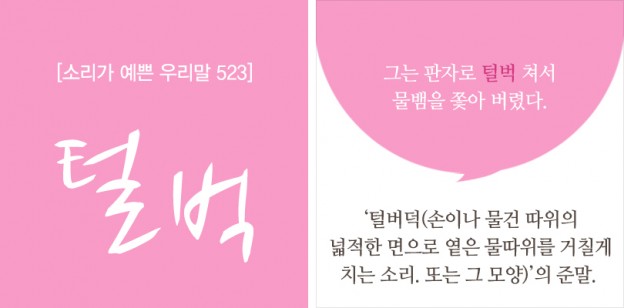 [소리가 예쁜 우리말 523]
털벅
그는 판자로 털벅 쳐서
물뱀을 쫓아 버렸다.
‘털버덕(손이나 물건 따위의
넓적한 면으로 옅은 물따위를 거칠게
치는 소리. 또는 그 모양)’의 준말.